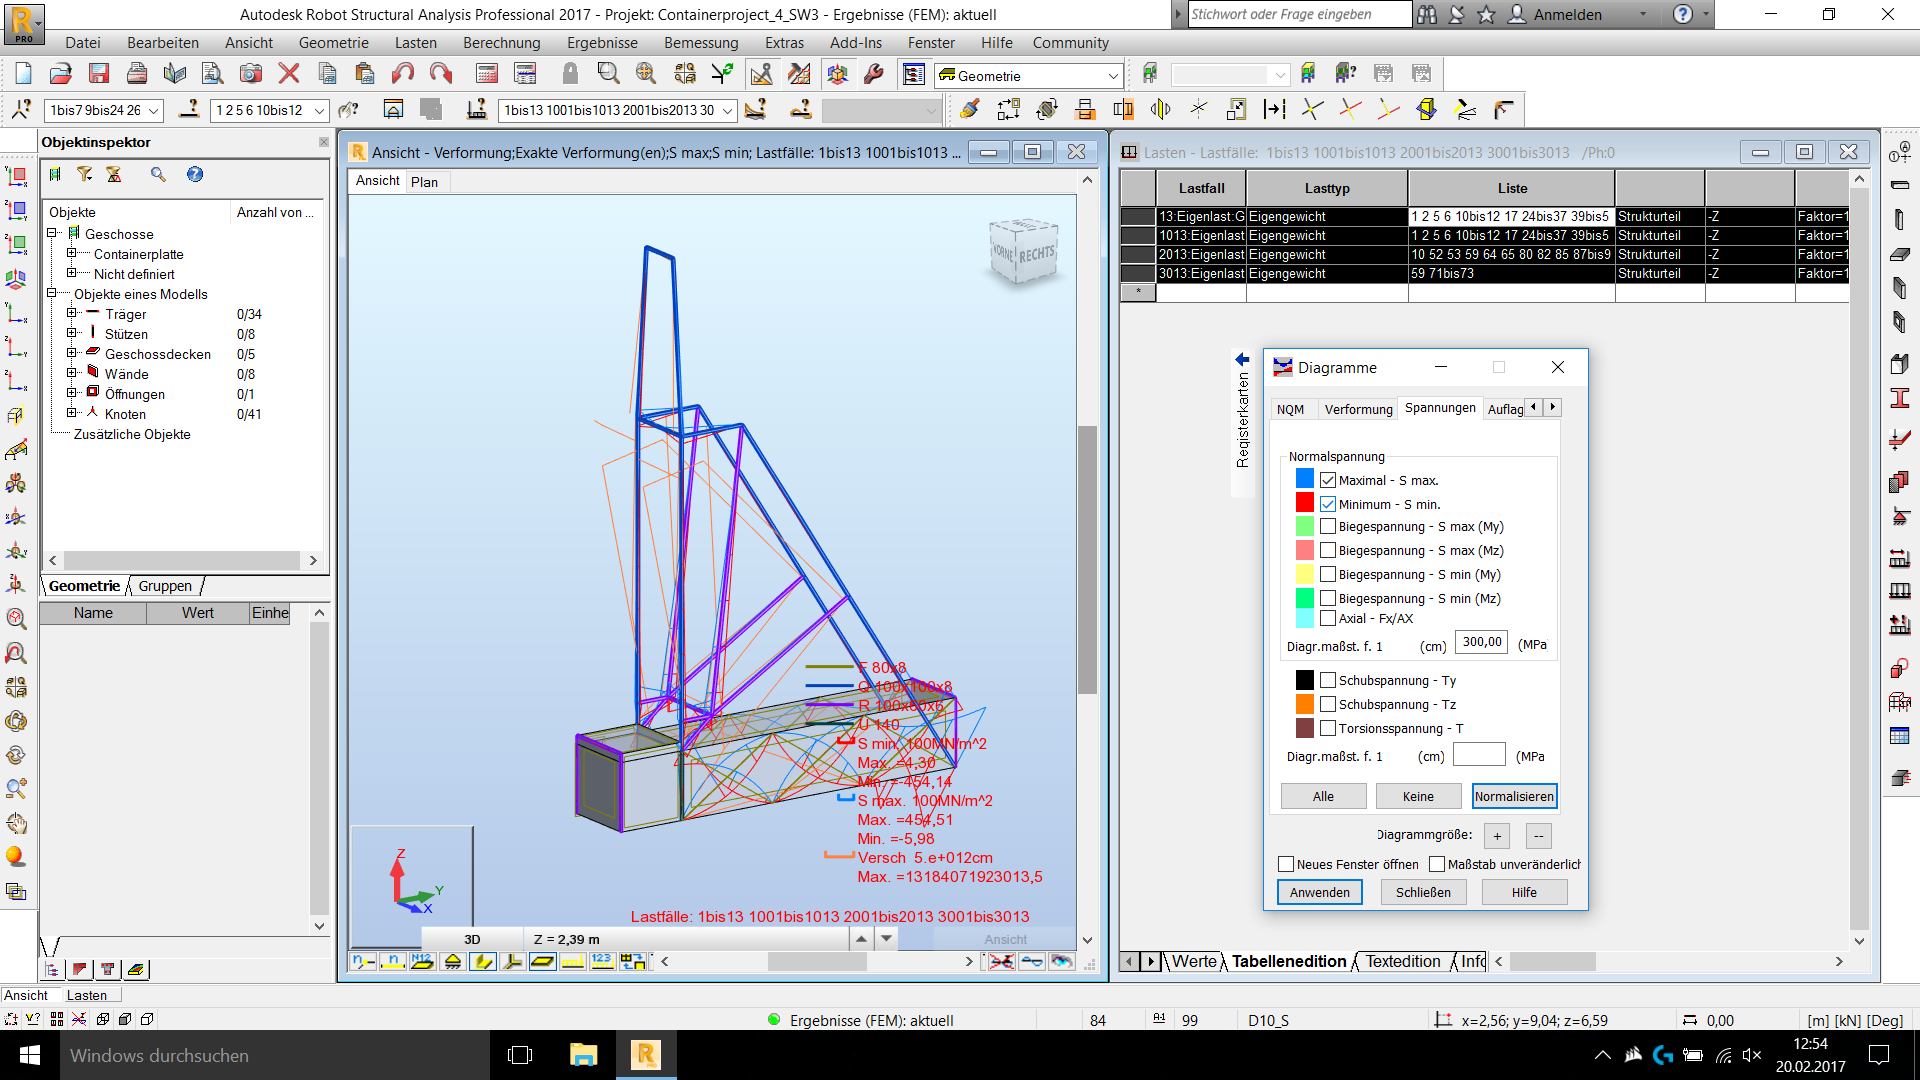 Autodesk Robot Structural Analysis Professional 2017 - Projekt: Containerproject_4_SW3 - Ergebnisse (FEM): aktuell
Stichwort oder Frage eingeben
Anmelden
PRO
Datei Bearbeiten Ansicht Geometrie Lasten Berechnung Ergebnisse Bemessung Extras Add-Ins Fenster Hilfe Community
Geometrie
1bis7 9bis24 26
1 2 5 6 10bis12
1bis13 1001bis1013 2001bis2013 30
Objektinspektor
Objekte Anzahl von ...
Geschosse
Containerplatte
Nicht definiert
Objekte eines Modells
Träger 0/34
Stützen 0/8
Geschossdecken 0/5
Wände 0/8
Öffnungen 0/1
Knoten 0/41
Zusätzliche Objekte
Geometrie Gruppen
Name Wert Einhe
Ansicht - Verformung;Exakte Verformung(en);S max;S min; Lastfälle: 1bis13 1001bis1013 ...
Ansicht Plan
VORNE RECHTS
F 80x8
Q 100x100x8
R 100x60x6
U 140
S min. 100MN/m^2
Max. =4,30
Min. =-454,14
S max. 100MN/m^2
Max. =454,51
Min. =-5,98
Versch 5.e+012cm
Max. =13184071923013,5
Lastfälle: 1bis13 1001bis1013 2001bis2013 3001bis3013
Z
Y
X
3D Z = 2,39 m Ansicht
Lasten - Lastfälle: 1bis13 1001bis1013 2001bis2013 3001bis3013 /Ph:0
Lastfall Lasttyp Liste
13:Eigenlast:G Eigengewicht 1 2 5 6 10bis12 17 24bis37 39bis5 Strukturteil -Z Faktor=1
1013:Eigenlast Eigengewicht 1 2 5 6 10bis12 17 24bis37 39bis5 Strukturteil -Z Faktor=1
2013:Eigenlast Eigengewicht 10 52 53 59 64 65 80 82 85 87bis9 Strukturteil -Z Faktor=1
3013:Eigenlast Eigengewicht 59 71bis73 Strukturteil -Z Faktor=1
*
Registerkarten
Diagramme
NQM Verformung Spannungen Auflag
Normalspannung
Maximal - S max.
Minimum - S min.
Biegespannung - S max (My)
Biegespannung - S max (Mz)
Biegespannung - S min (My)
Biegespannung - S min (Mz)
Axial - Fx/AX
Diagr.maßst. f. 1 (cm) 300,00 (MPa
Schubspannung - Ty
Schubspannung - Tz
Torsionsspannung - T
Diagr.maßst. f. 1 (cm) (MPa
Alle Keine Normalisieren
Diagrammgröße: + --
Neues Fenster öffnen Maßstab unveränderlich
Anwenden Schließen Hilfe
Werte Tabellenedition Textedition Info
Ansicht Lasten
Ergebnisse (FEM): aktuell 84 99 D10_S x=2,56; y=9,04; z=6,59 0,00 [m] [kN] [Deg]
Windows durchsuchen
12:54
20.02.2017